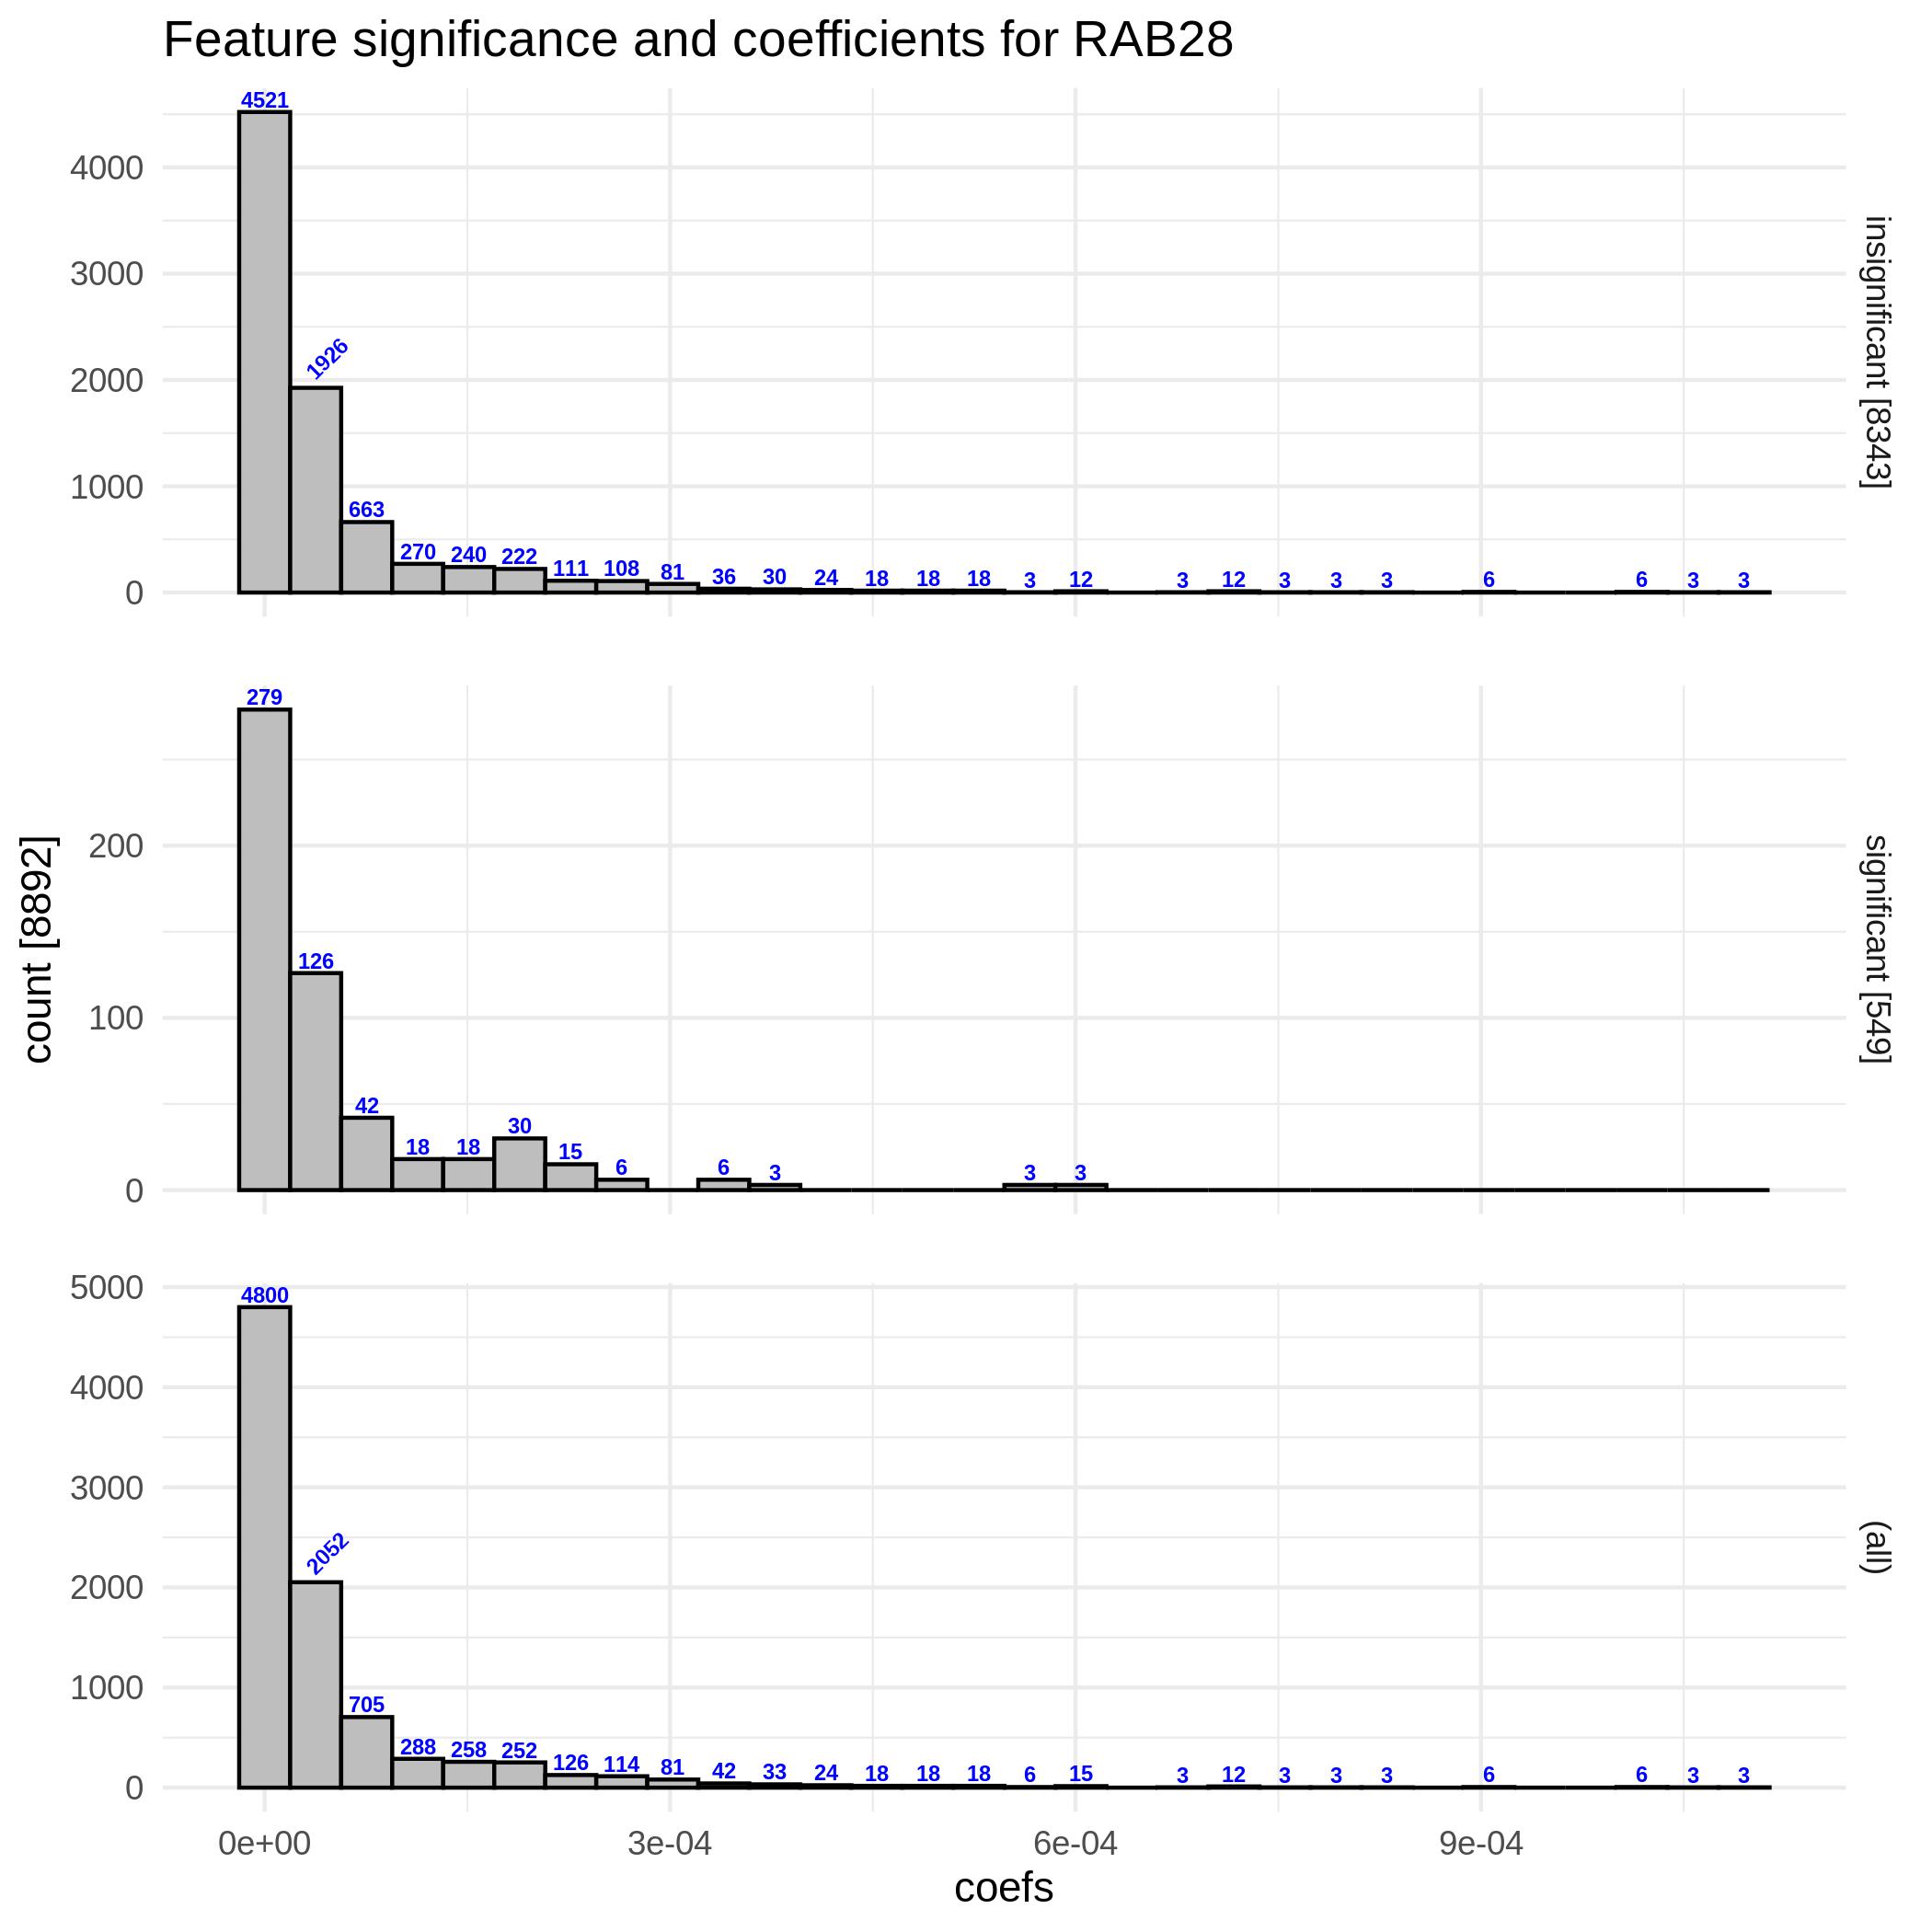 Feature significance and coefficients for RAB28
4521
4000
3000
2000
1000
0
1926
663
270 240 222 111 108 81 36 30 24 18 18 18 3 12 3 12 3 3 3 6 6 3 3
insignificant [8343]
279
200
100
0
126
42
18 18 30 15 6 6 3 3 3
significant [549]
count [8892]
5000
4800
4000
3000
2000
1000
0
2052
705
288 258 252 126 114 81 42 33 24 18 18 18 6 15 3 12 3 3 3 6 6 3 3
(all)
0e+00 3e-04 6e-04 9e-04
coefs